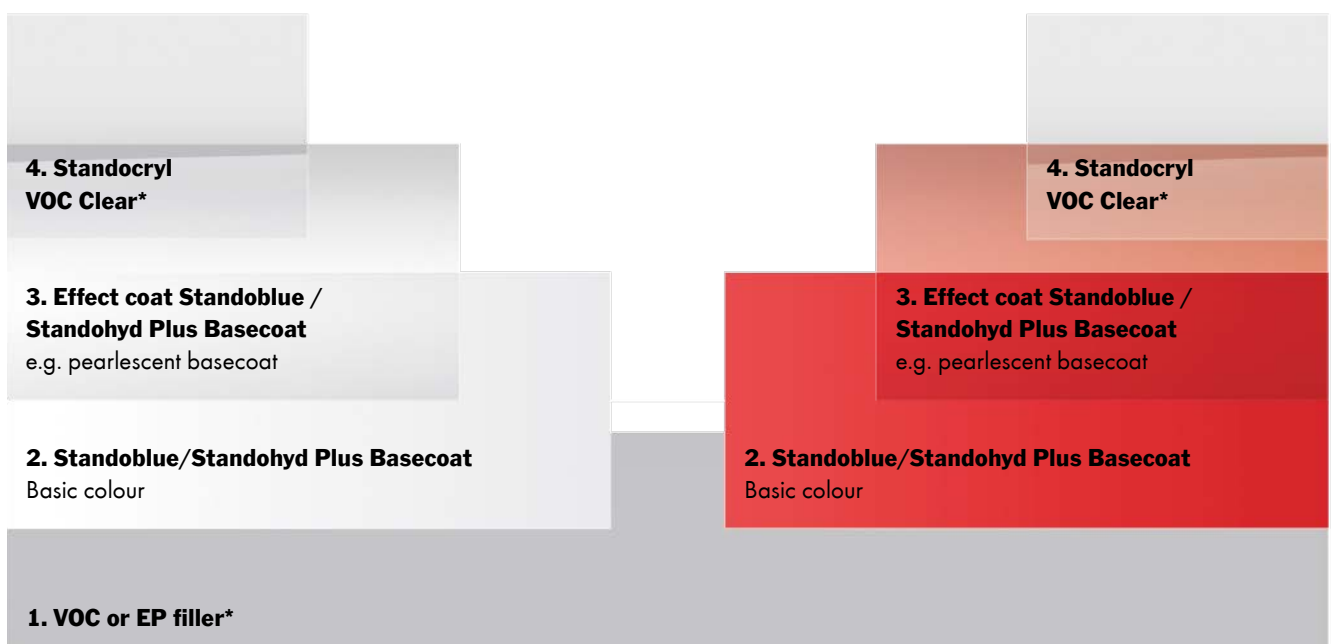 4. Standocryl
VOC Clear*
3. Effect coat Standoblue /
Standohyd Plus Basecoat
e.g. pearlescent basecoat
2. Standoblue/Standohyd Plus Basecoat
Basic colour
4. Standocryl
VOC Clear*
3. Effect coat Standoblue /
Standohyd Plus Basecoat
e.g. pearlescent basecoat
2. Standoblue/Standohyd Plus Basecoat
Basic colour
1. VOC or EP filler*